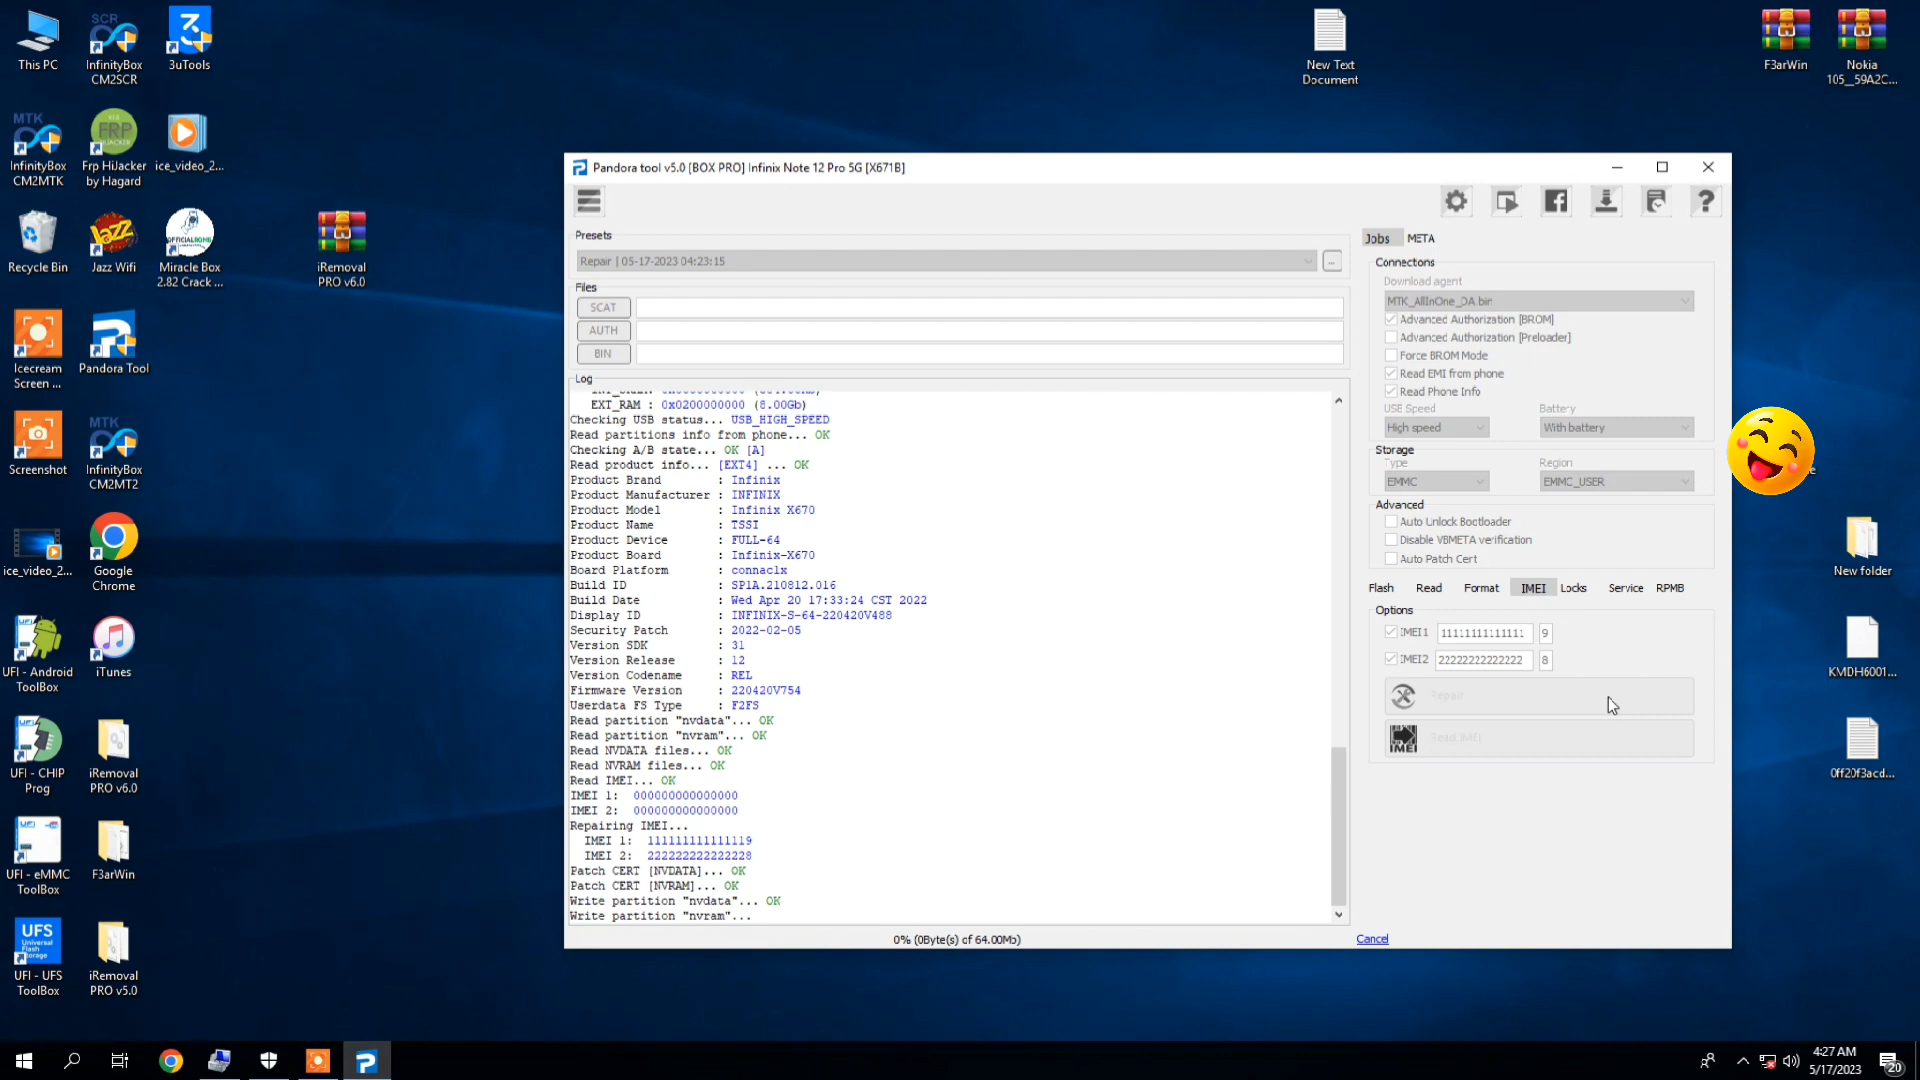 This PC
InfinityBox
CM2SCR
3uTools
New Text
Document
F3arWin
Nokia
105_59A2C...
InfinityBox
CM2MTK
Frp HiJacker
by Hagard
ice_video_2...
Recycle Bin
Jazz Wifi
Miracle Box
2.82 Crack ...
iRemoval
PRO v6.0
Icecream
Screen ...
Pandora Tool
Screenshot
InfinityBox
CM2MT2
ice_video_2...
Google
Chrome
UFI - Android
ToolBox
iTunes
UFI - CHIP
Prog
iRemoval
PRO v6.0
UFI - eMMC
ToolBox
F3arWin
UFI - UFS
ToolBox
iRemoval
PRO v5.0
New folder
KMDH6001...
0ff20f3acd...
Pandora tool v5.0 [BOX PRO] Infinix Note 12 Pro 5G [X671B]
Presets
Repair | 05-17-2023 04:23:15
...
Files
SCAT
AUTH
BIN
Log
EXT_RAM : 0x0200000000 (8.00Gb)
Checking USB status... USB_HIGH_SPEED
Read partitions info from phone... OK
Checking A/B state... OK [A]
Read product info... [EXT4] ... OK
Product Brand : Infinix
Product Manufacturer : INFINIX
Product Model : Infinix X670
Product Name : TSSI
Product Device : FULL-64
Product Board : Infinix-X670
Board Platform : connaclx
Build ID : SP1A.210812.016
Build Date : Wed Apr 20 17:33:24 CST 2022
Display ID : INFINIX-S-64-220420V488
Security Patch : 2022-02-05
Version SDK : 31
Version Release : 12
Version Codename : REL
Firmware Version : 220420V754
Userdata FS Type : F2FS
Read partition "nvdata"... OK
Read partition "nvram"... OK
Read NVDATA files... OK
Read NVRAM files... OK
Read IMEI... OK
IMEI 1: 000000000000000
IMEI 2: 000000000000000
Repairing IMEI...
IMEI 1: 111111111111119
IMEI 2: 222222222222228
Patch CERT [NVDATA]... OK
Patch CERT [NVRAM]... OK
Write partition "nvdata"... OK
Write partition "nvram"...
0% (0Byte(s) of 64.00Mb)
Cancel
Jobs META
Connections
Download agent
MTK_AllInOne_DA.bin
Advanced Authorization [BROM]
Advanced Authorization [Preloader]
Force BROM Mode
Read EMI from phone
Read Phone Info
USB Speed Battery
High speed With battery
Storage
Type Region
EMMC EMMC_USER
Advanced
Auto Unlock Bootloader
Disable VBMETA verification
Auto Patch Cert
Flash Read Format IMEI Locks Service RPMB
Options
IMEI1 11111111111111 9
IMEI2 22222222222222 8
Repair
Read IMEI
4:27 AM
5/17/2023
20